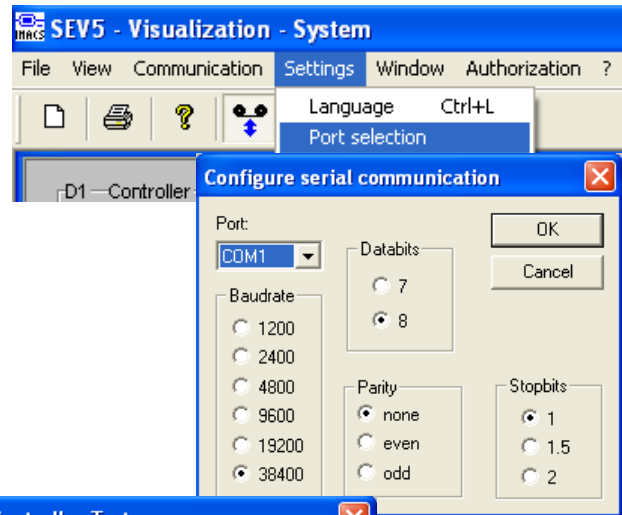 IMACS SEV5 - Visualization - System
File View Communication Settings Window Authorization ?
Language Ctrl+L
Port selection
D1 Controller
Configure serial communication
Port:
COM1
Databits
7
8
OK
Cancel
Baudrate
1200
2400
4800
9600
19200
38400
Parity
none
even
odd
Stopbits
1
1.5
2